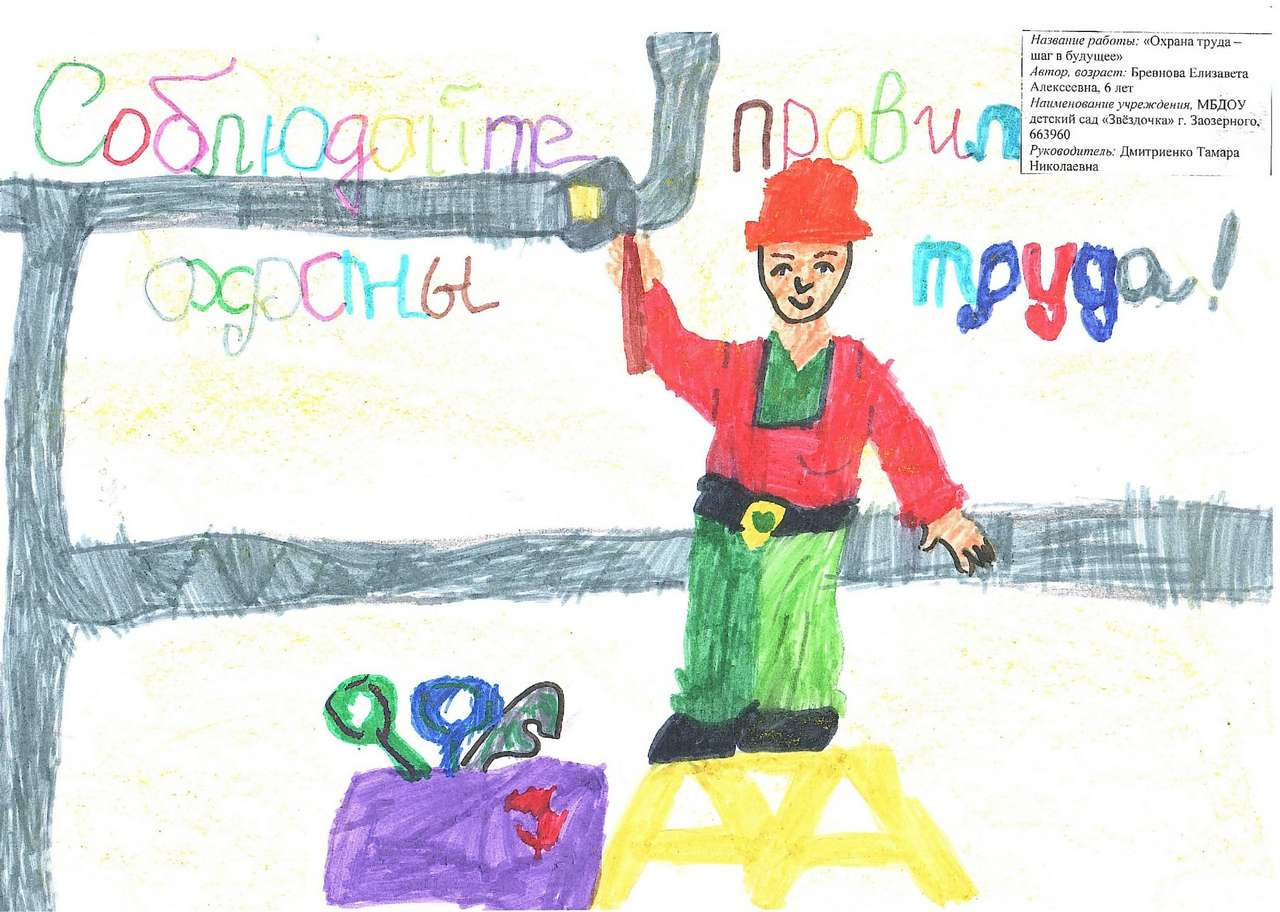 Соблюдайте правил
охраны труда!
Название работы: «Охрана труда –
шаг в будущее»
Автор, возраст: Бревнова Елизавета
Алексеевна, 6 лет
Наименование учреждения, МБДОУ
детский сад «Звёздочка» г. Заозерного,
663960
Руководитель: Дмитриенко Тамара
Николаевна